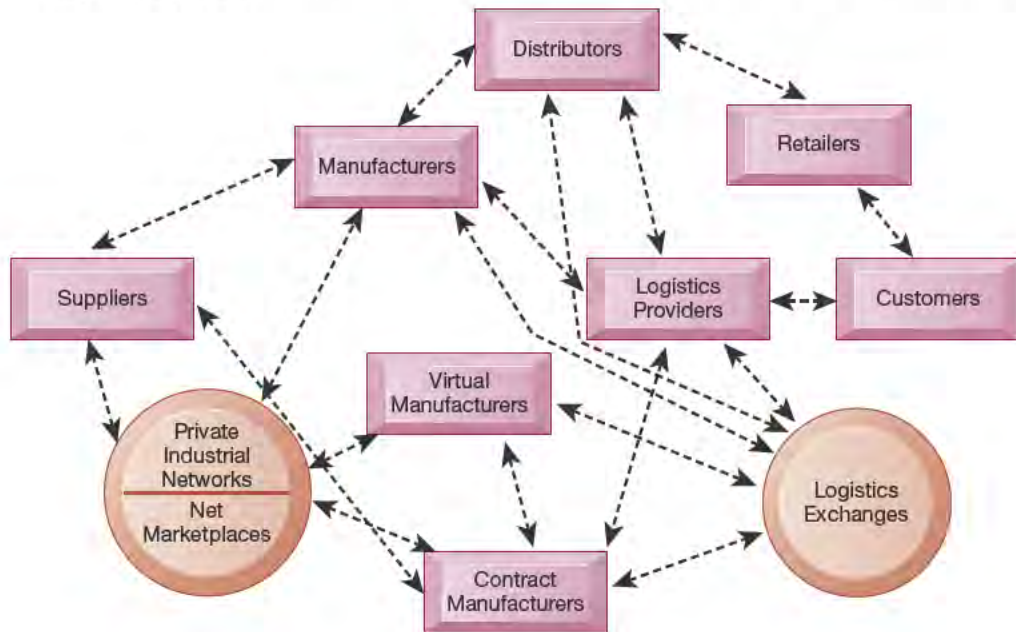 Distributors
Retailers
Manufacturers
Suppliers
Logistics
Providers
Customers
Virtual
Manufacturers
Private
Industrial
Networks
Net
Marketplaces
Logistics
Exchanges
Contract
Manufacturers